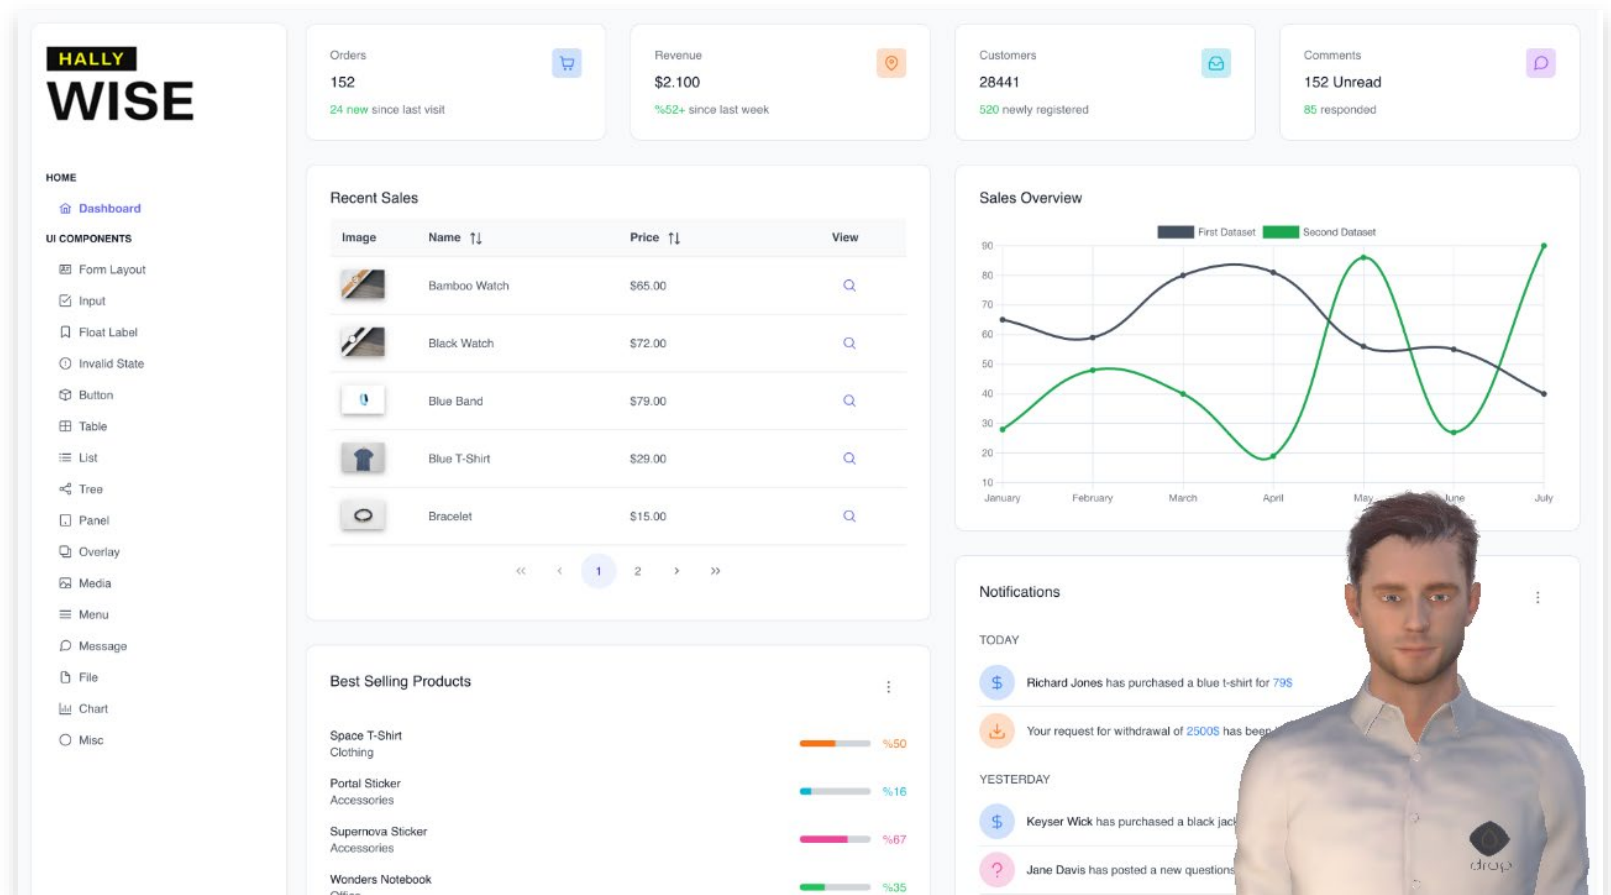 HALLY
WISE
HOME
Dashboard
UI COMPONENTS
Form Layout
Input
Float Label
Invalid State
Button
Table
List
Tree
Panel
Overlay
Media
Menu
Message
File
Chart
Misc
Orders
152
24 new since last visit
Revenue
$2.100
%52+ since last week
Customers
28441
520 newly registered
Comments
152 Unread
85 responded
Recent Sales
Image Name Price View
Bamboo Watch $65.00
Black Watch $72.00
Blue Band $79.00
Blue T-Shirt $29.00
Bracelet $15.00
1 2
Best Selling Products
Space T-Shirt
Clothing
%50
Portal Sticker
Accessories
%16
Supernova Sticker
Accessories
%67
Wonders Notebook
Office
%35
Sales Overview
First Dataset Second Dataset
90
80
70
60
50
40
30
20
10
January February March April May June July
Notifications
TODAY
Richard Jones has purchased a blue t-shirt for 79$
Your request for withdrawal of 2500$ has been
YESTERDAY
Keyser Wick has purchased a black jack
Jane Davis has posted a new questions
drop